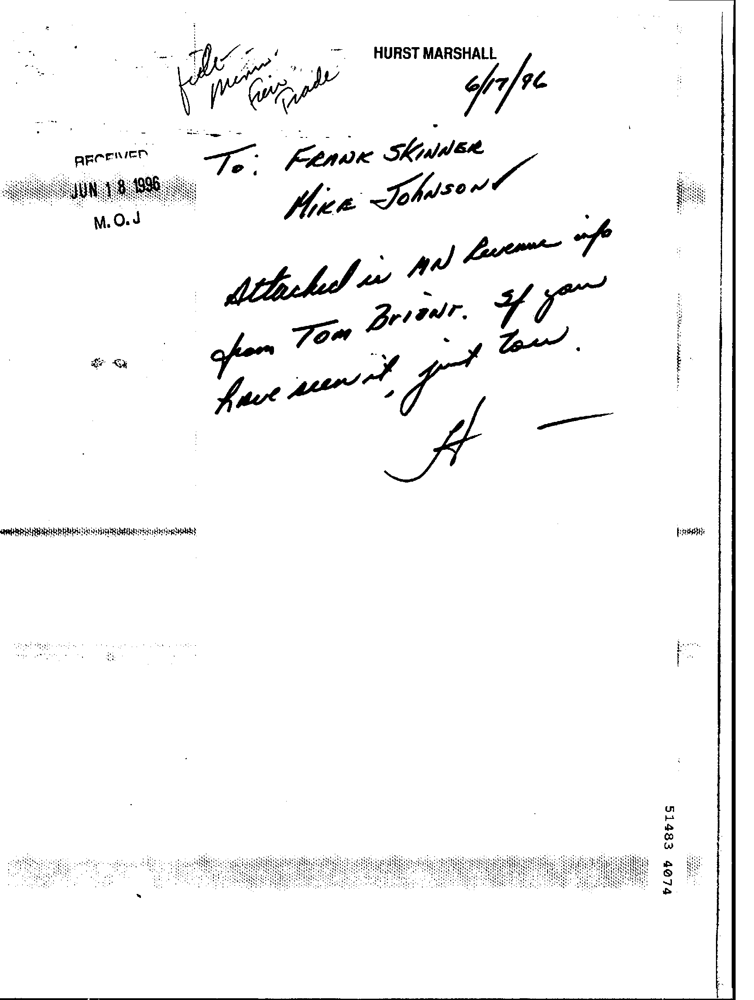 file
Minn.
Fair
Trade
HURST MARSHALL
6/17/96
RECEIVED
JUN 18 1996
M.O.J
To: FRANK SKINNER
MIKE JOHNSON ✓
Attached is MN Revenue info
from TOM BRIANT. If you
have seen it, just toss.
H
51483 4074